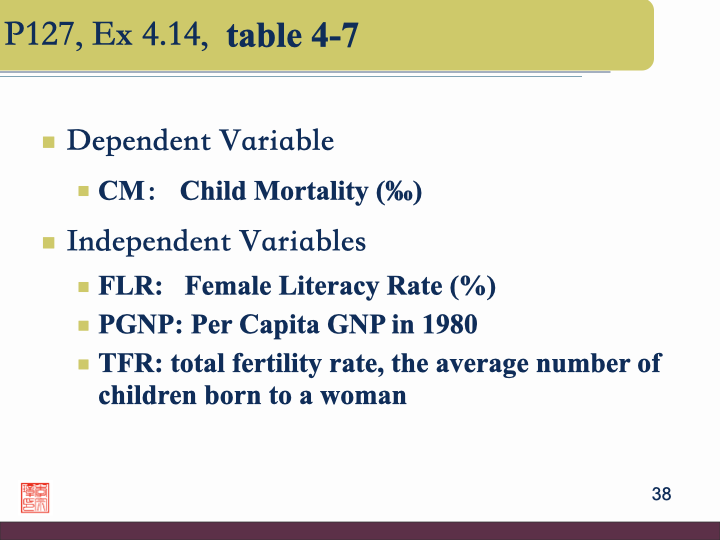 P127, Ex 4.14, table 4-7
Dependent Variable
CM： Child Mortality (‰)
Independent Variables
FLR: Female Literacy Rate (%)
PGNP: Per Capita GNP in 1980
TFR: total fertility rate, the average number of
children born to a woman
38